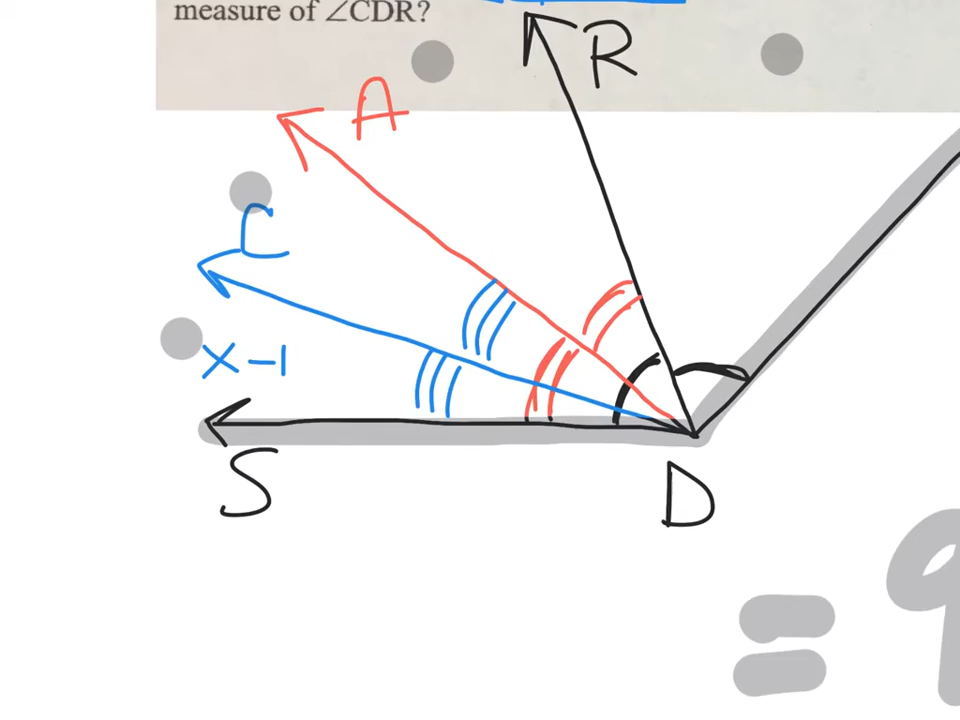 measure of ∠CDR?
R
A
C
x-1
S
D
=